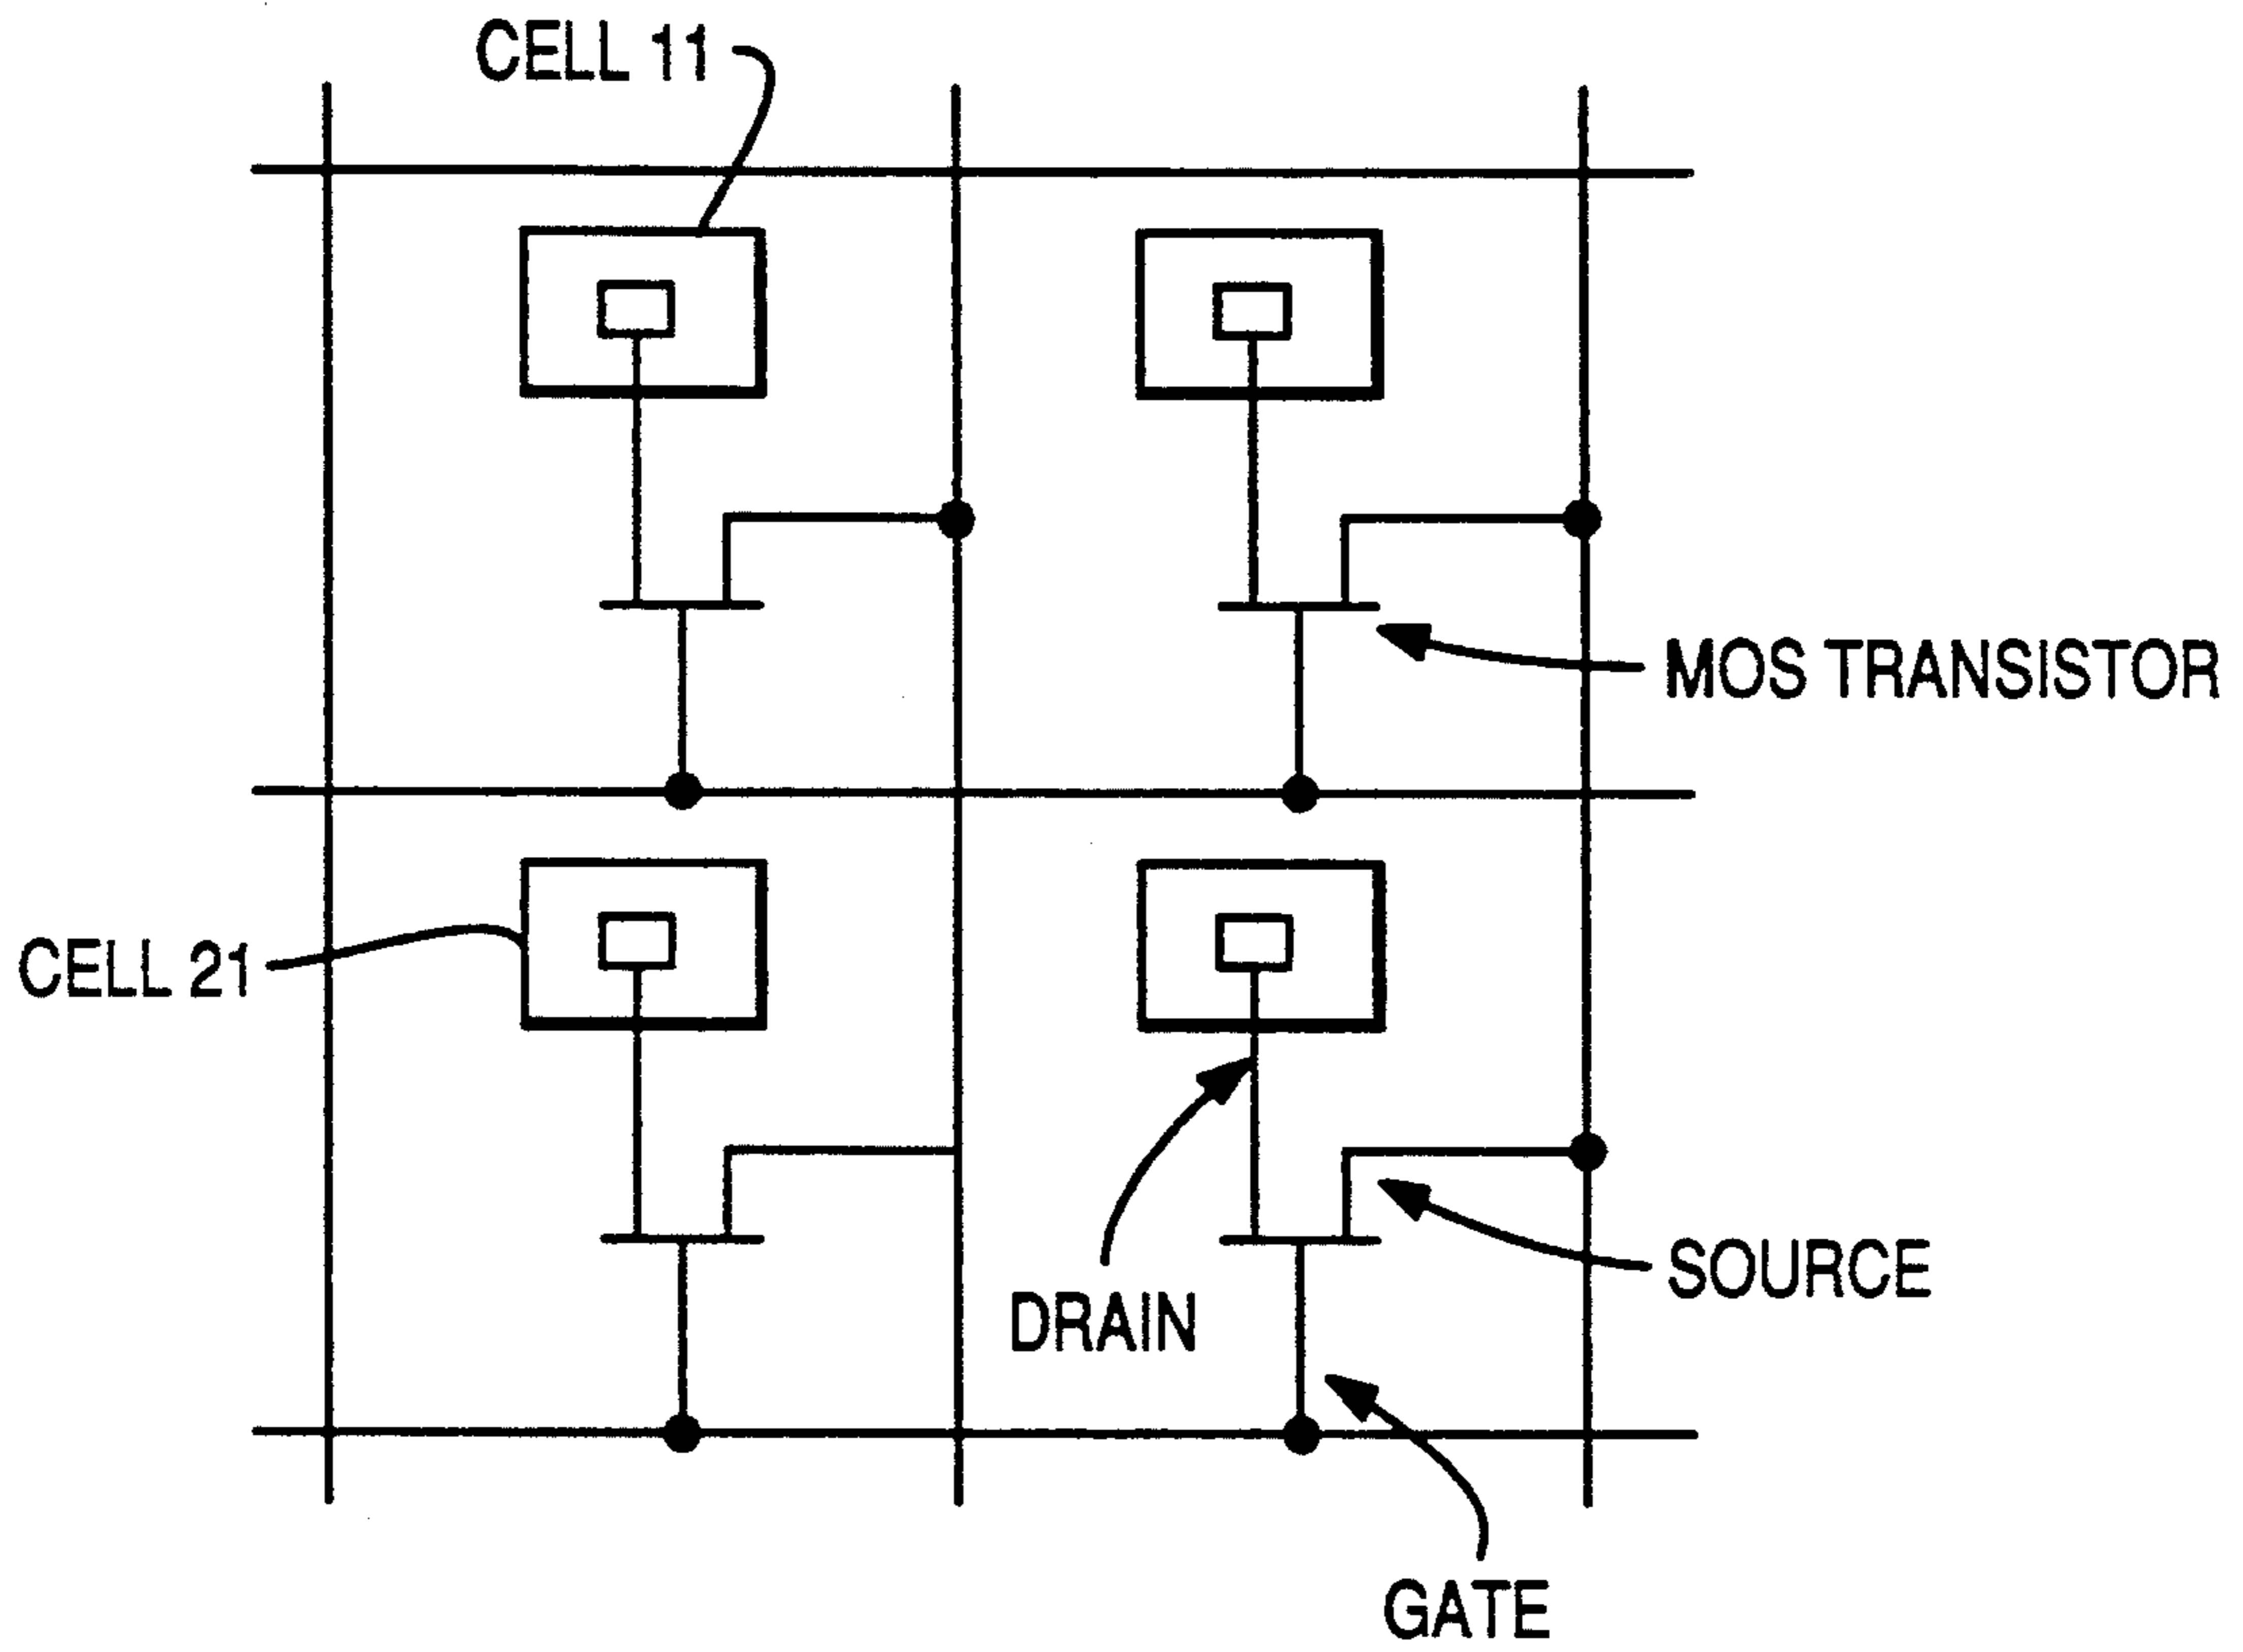 CELL 11
MOS TRANSISTOR
CELL 21
SOURCE
DRAIN
GATE